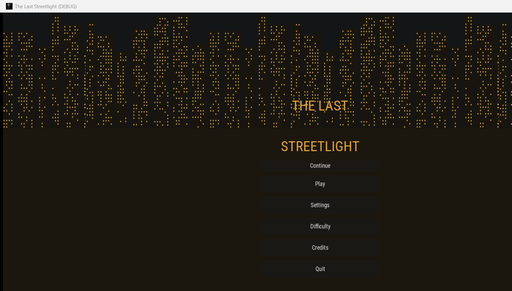 The Last Streetlight (DEBUG)
THE LAST
STREETLIGHT
Continue
Play
Settings
Difficulty
Credits
Quit